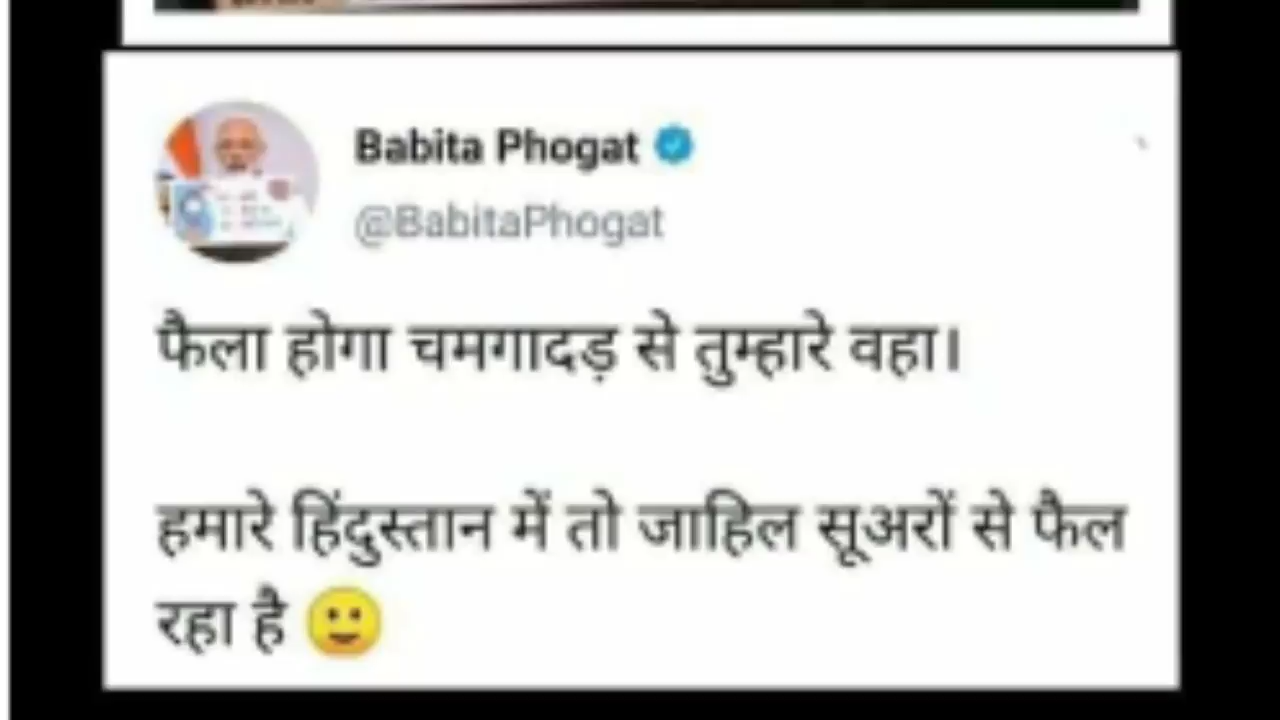 Babita Phogat
@BabitaPhogat
फैला होगा चमगादड़ से तुम्हारे वहा।
हमारे हिंदुस्तान में तो जाहिल सूअरों से फैल
रहा है 🙂